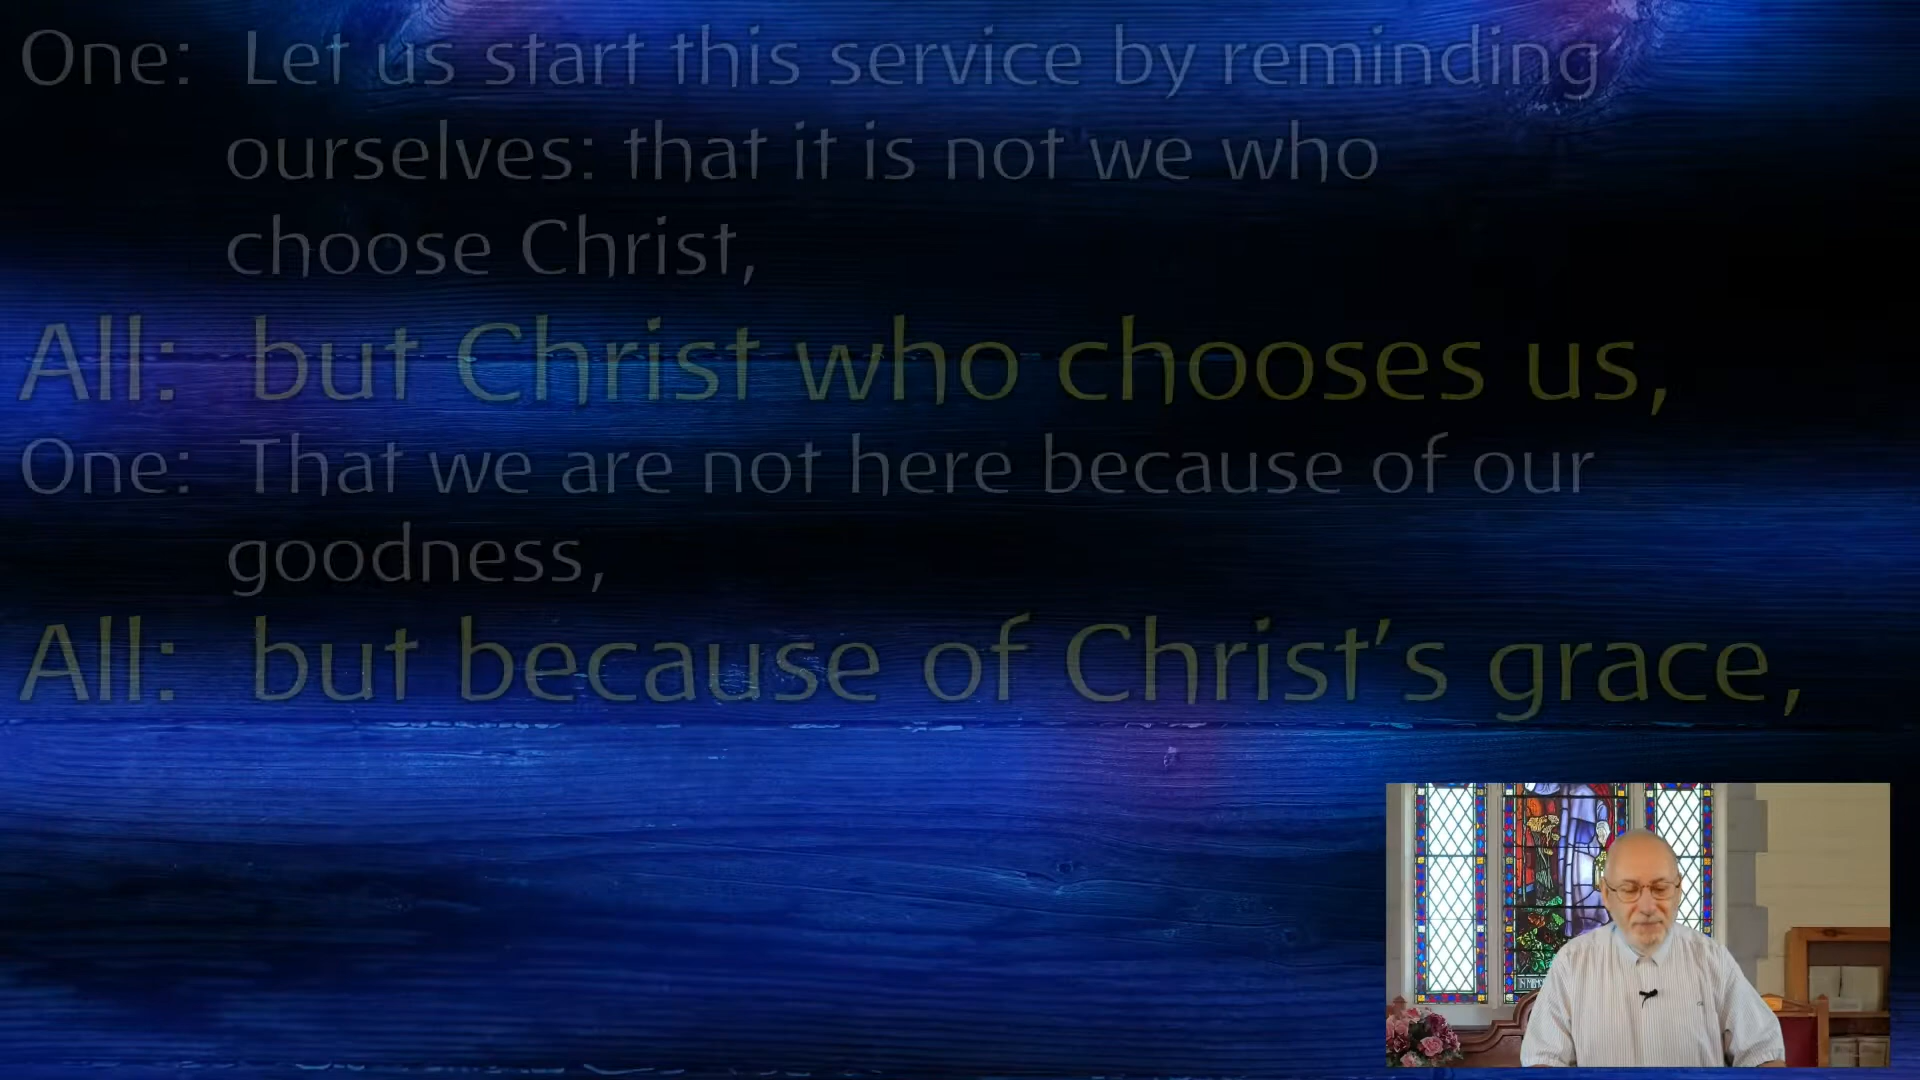 One: Let us start this service by reminding
ourselves: that it is not we who
choose Christ,
All: but Christ who chooses us,
One: That we are not here because of our
goodness,
All: but because of Christ's grace,